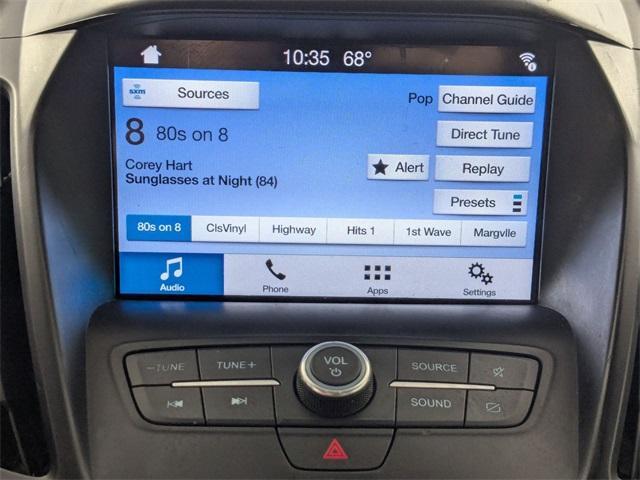 10:35 68°
sxm Sources
Pop Channel Guide
8 80s on 8
Direct Tune
Corey Hart
Sunglasses at Night (84)
Alert Replay
Presets
80s on 8 ClsVinyl Highway Hits 1 1st Wave Margvlle
Audio Phone Apps Settings
−TUNE TUNE+ VOL SOURCE
SOUND